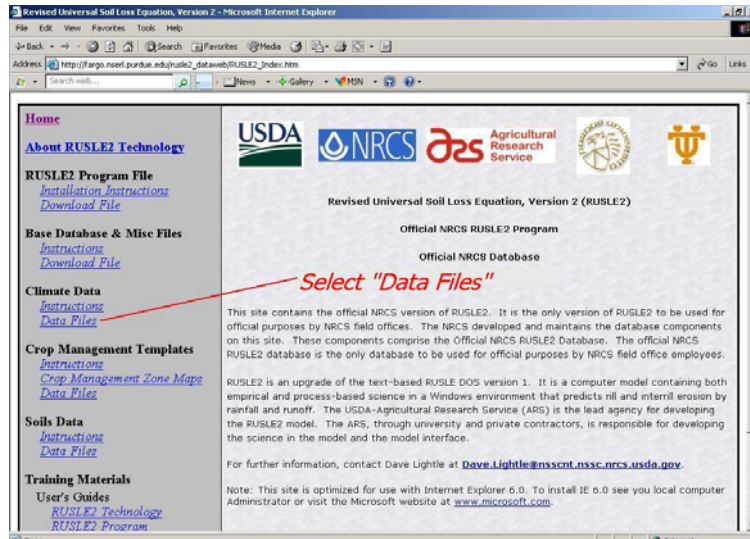 Revised Universal Soil Loss Equation, Version 2 - Microsoft Internet Explorer
File Edit View Favorites Tools Help
Back Search Favorites Media
Address http://fargo.nserl.purdue.edu/rusle2_dataweb/RUSLE2_Index.htm Go Links
Search web... News Gallery MSN
Home
About RUSLE2 Technology
RUSLE2 Program File
Installation Instructions
Download File
Base Database & Misc Files
Instructions
Download File
Climate Data
Instructions
Data Files
Crop Management Templates
Instructions
Crop Management Zone Maps
Data Files
Soils Data
Instructions
Data Files
Training Materials
User's Guides
RUSLE2 Technology
RUSLE2 Program
USDA NRCS ars Agricultural
Research
Service
Revised Universal Soil Loss Equation, Version 2 (RUSLE2)
Official NRCS RUSLE2 Program
Official NRCS Database
Select "Data Files"
This site contains the official NRCS version of RUSLE2. It is the only version of RUSLE2 to be used for
official purposes by NRCS field offices. The NRCS developed and maintains the database components
on this site. These components comprise the Official NRCS RUSLE2 Database. The official NRCS
RUSLE2 database is the only database to be used for official purposes by NRCS field office employees.
RUSLE2 is an upgrade of the text-based RUSLE DOS version 1. It is a computer model containing both
emprical and process-based science in a Windows environment that predicts rill and interrill erosion by
rainfall and runoff. The USDA-Agricultural Research Service (ARS) is the lead agency for developing
the RUSLE2 model. The ARS, through university and private contractors, is responsible for developing
the science in the model and the model interface.
For further information, contact Dave Lightle at Dave.Lightle@nsscnt.nssc.nrcs.usda.gov.
Note: This site is optimized for use with Internet Explorer 6.0. To install IE 6.0 see you local computer
Administrator or visit the Microsoft website at www.microsoft.com.